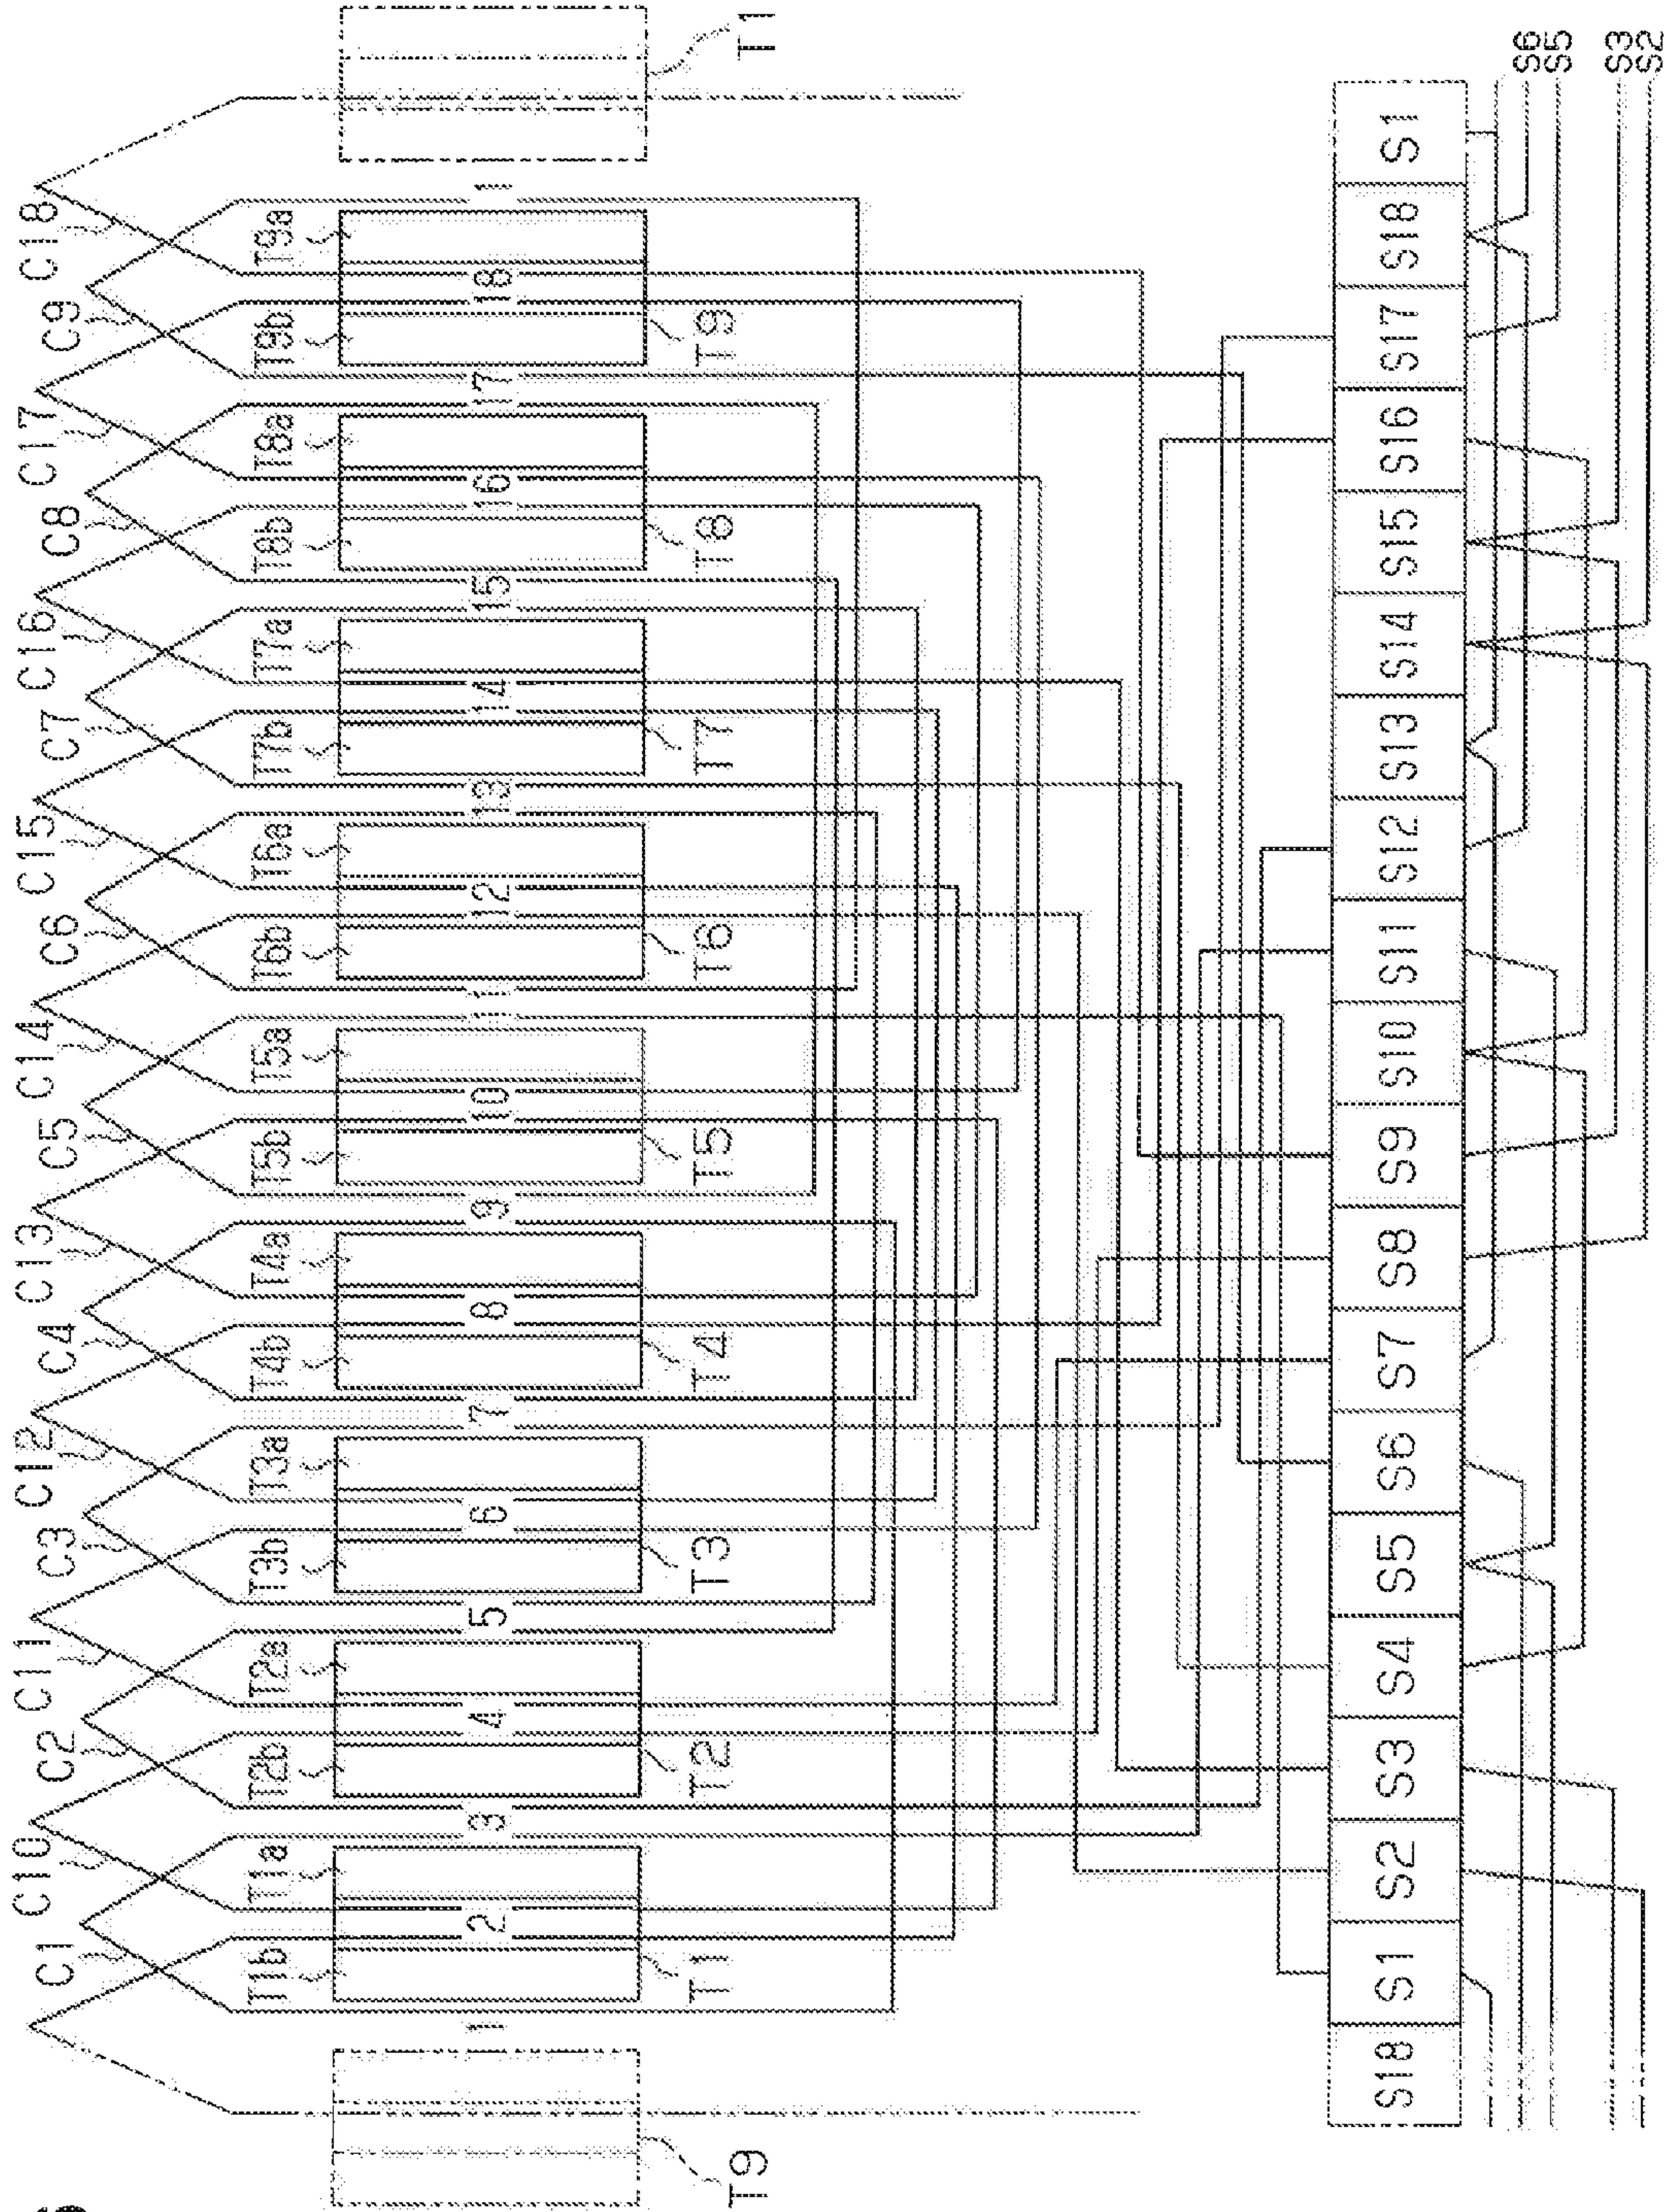 C1 C10 C2 C11 C3 C12 C4 C13 C5 C14 C6 C15 C7 C16 C8 C17 C9 C18
T1b T1a T2b T2a T3b T3a T4b T4a T5b T5a T6b T6a T7b T7a T8b T8a T9b T9a
1 2 3 4 5 6 7 8 9 10 11 12 13 14 15 16 17 18 1
T9 T1 T2 T3 T4 T5 T6 T7 T8 T9 T1
S18 S1 S2 S3 S4 S5 S6 S7 S8 S9 S10 S11 S12 S13 S14 S15 S16 S17 S18 S1
S6
S5
S3
S2